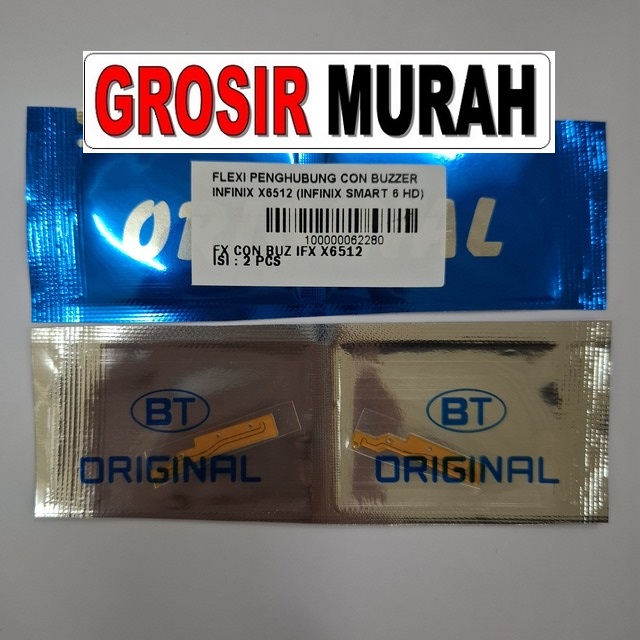 GROSIR MURAH
FLEXI PENGHUBUNG CON BUZZER
INFINIX X6512 (INFINIX SMART 6 HD)
100000062280
FX CON BUZ IFX X6512
ISI : 2 PCS
BT BT
ORIGINAL ORIGINAL